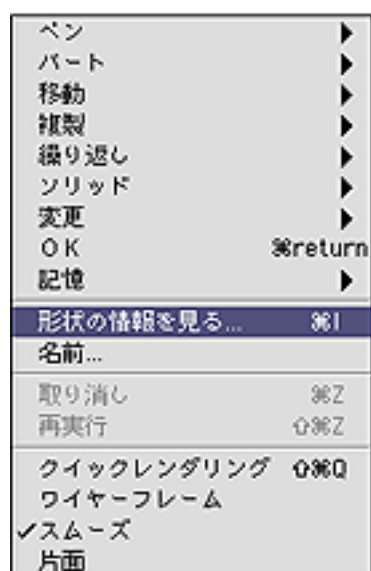 ペン
パート
移動
複製
繰り返し
ソリッド
変更
OK ⌘return
記憶
形状の情報を見る... ⌘I
名前...
取り消し ⌘Z
再実行 ⇧⌘Z
クイックレンダリング ⇧⌘Q
ワイヤーフレーム
✓スムーズ
片面